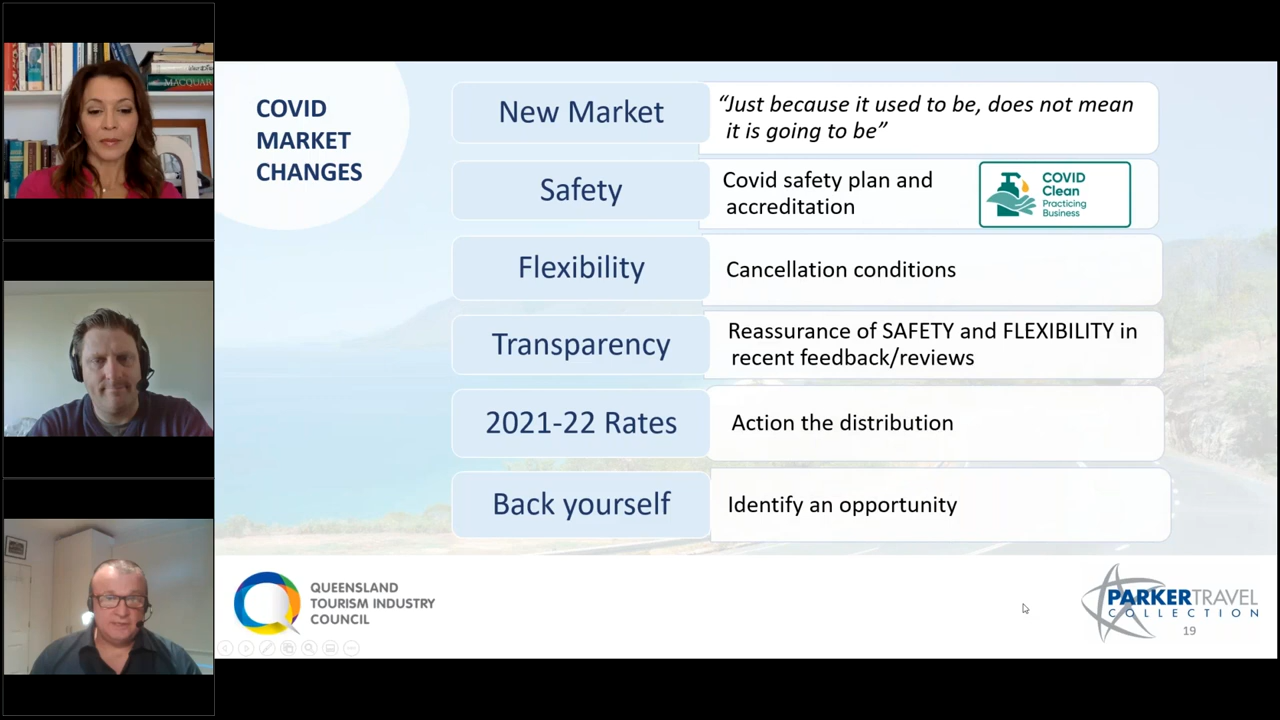 MACQUAR
COVID
MARKET
CHANGES
New Market
“Just because it used to be, does not mean
it is going to be”
Safety
Covid safety plan and
accreditation
COVID
Clean
Practicing
Business
Flexibility
Cancellation conditions
Transparency
Reassurance of SAFETY and FLEXIBILITY in
recent feedback/reviews
2021-22 Rates
Action the distribution
Back yourself
Identify an opportunity
QUEENSLAND
TOURISM INDUSTRY
COUNCIL
PARKERTRAVEL
COLLECTION
19